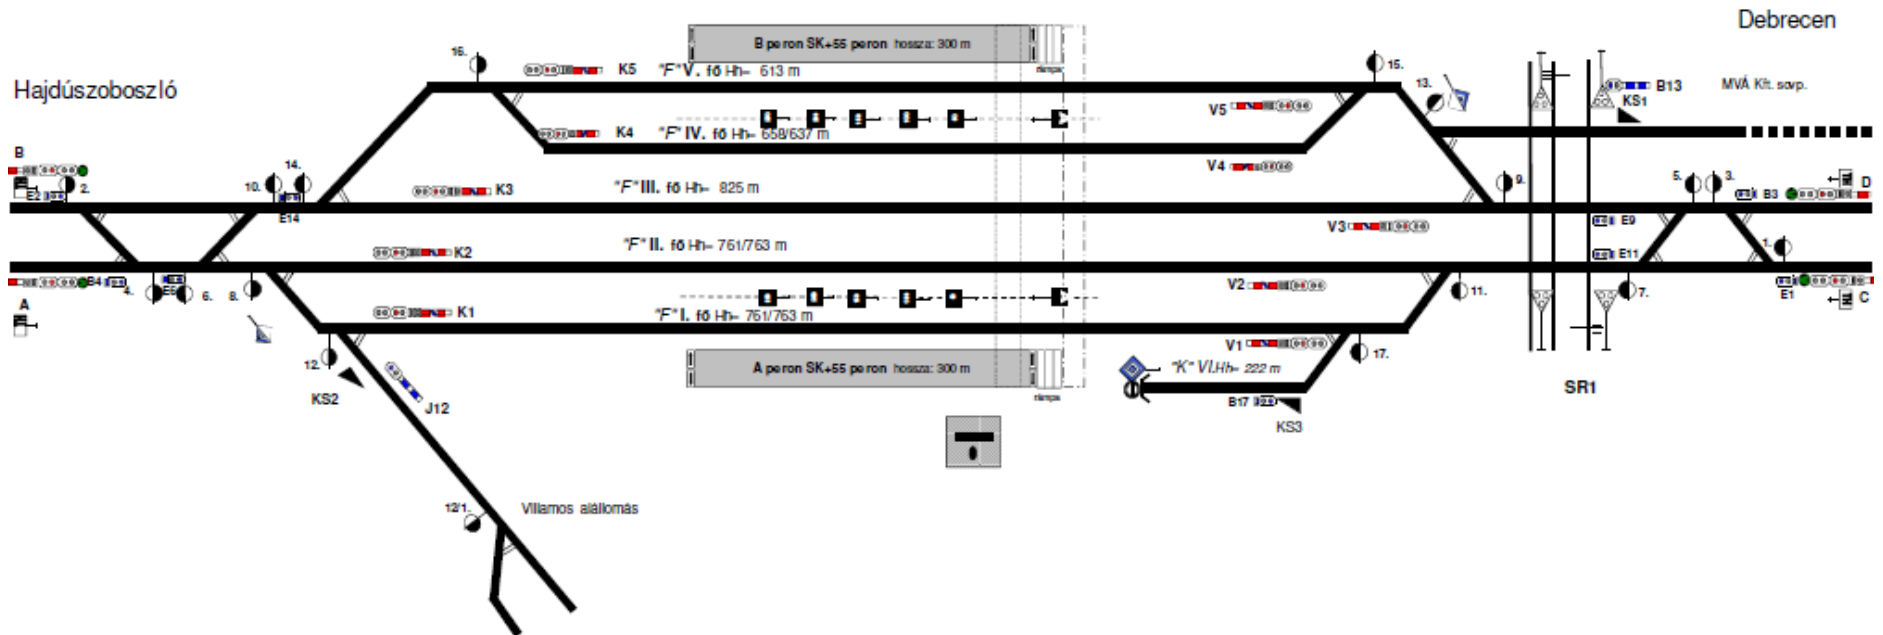 Debrecen
B peron SK+55 peron hossza: 300 m
rámpa
16.
K5
"F" V. fő Hh= 613 m
15.
Hajdúszoboszló
13.
B13
MVÁ Kft. savp.
KS1
V5
K4
"F" IV. fő Hh= 658/637 m
B
14.
V4
E2
2.
10.
K3
"F" III. fő Hh= 825 m
9.
5.
3.
B3
D
E14
V3
E9
K2
"F" II. fő Hh= 761/763 m
E11
1.
B4
4.
E6
6.
8.
V2
11.
7.
E1
C
A
K1
"F" I. fő Hh= 761/763 m
V1
17.
12.
A peron SK+55 peron hossza: 300 m
"K" VI.Hh= 222 m
SR1
KS2
J12
rámpa
B17
KS3
12/1.
Villamos alállomás